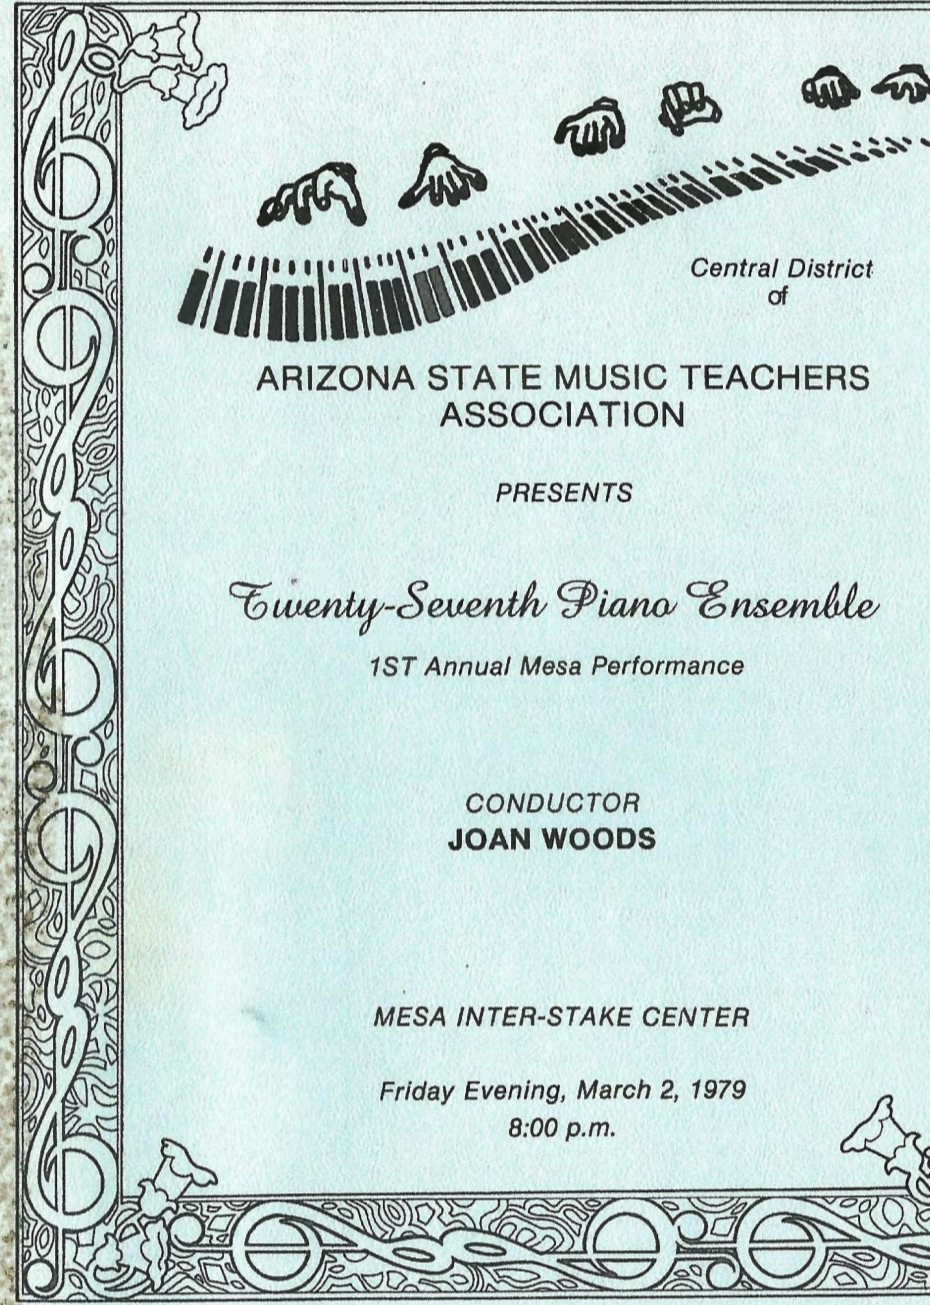 Central District
of
ARIZONA STATE MUSIC TEACHERS
ASSOCIATION
PRESENTS
Twenty-Seventh Piano Ensemble
1ST Annual Mesa Performance
CONDUCTOR
JOAN WOODS
MESA INTER-STAKE CENTER
Friday Evening, March 2, 1979
8:00 p.m.